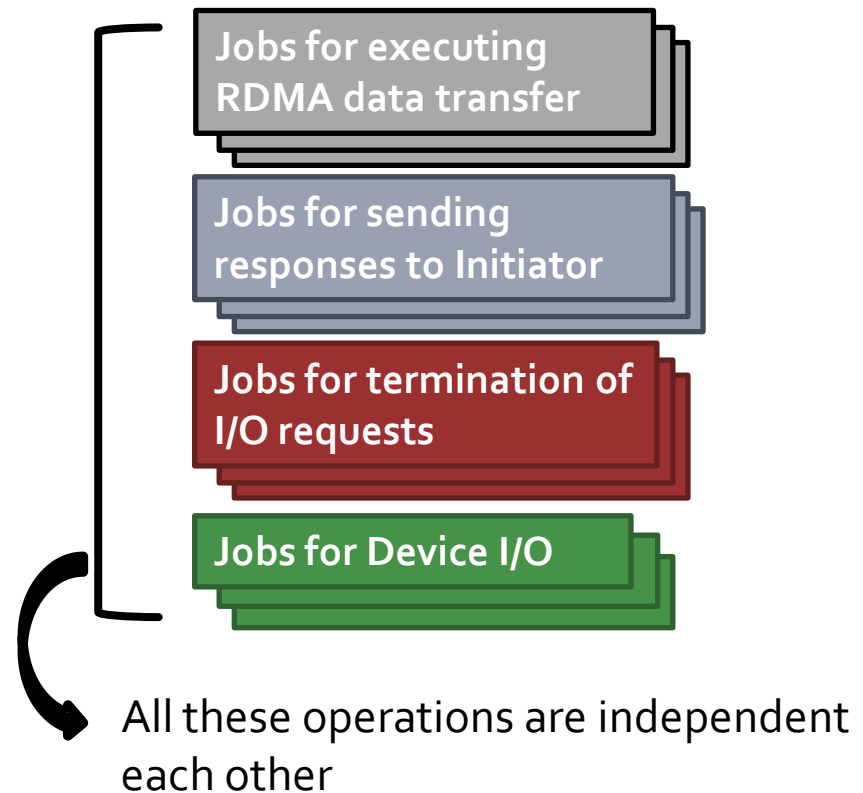 Jobs for executing
RDMA data transfer
Jobs for sending
responses to Initiator
Jobs for termination of
I/O requests
Jobs for Device I/O
All these operations are independent
each other